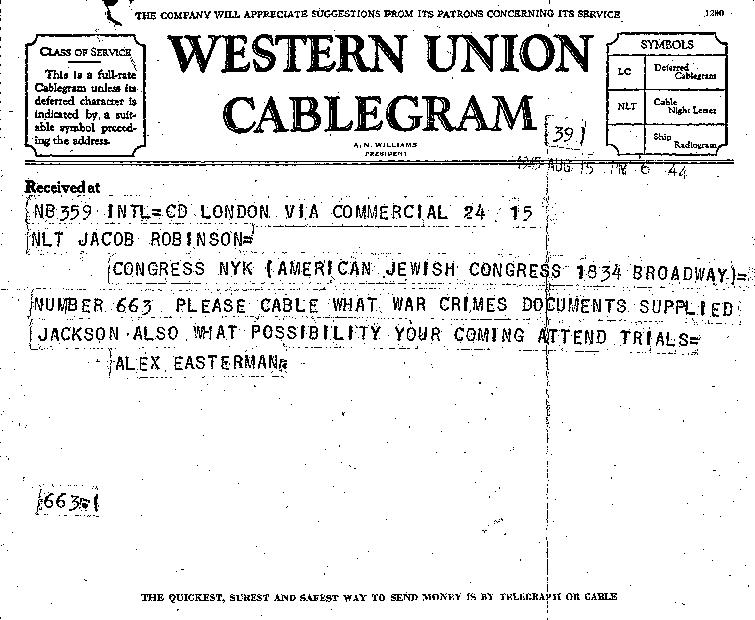 THE COMPANY WILL APPRECIATE SUGGESTIONS FROM ITS PATRONS CONCERNING ITS SERVICE
1280
CLASS OF SERVICE
This is a full-rate
Cablegram unless its
deferred character is
indicated by a suit-
able symbol preced-
ing the address.
WESTERN UNION
CABLEGRAM
A. N. WILLIAMS
PRESIDENT
SYMBOLS
LC Deferred Cablegram
NLT Cable Night Letter
Ship Radiogram
39
1945 AUG 15 PM 6 44
Received at
NB359 INTL=CD LONDON VIA COMMERCIAL 24 15
NLT JACOB ROBINSON=
CONGRESS NYK (AMERICAN JEWISH CONGRESS 1834 BROADWAY)=
NUMBER 663 PLEASE CABLE WHAT WAR CRIMES DOCUMENTS SUPPLIED
JACKSON ALSO WHAT POSSIBILITY YOUR COMING ATTEND TRIALS=
ALEX EASTERMAN
663
THE QUICKEST, SUREST AND SAFEST WAY TO SEND MONEY IS BY TELEGRAPH OR CABLE